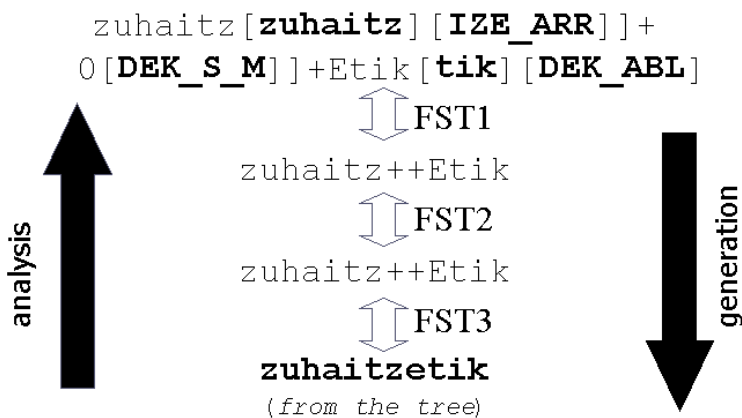 zuhaitz[zuhaitz][IZE_ARR]]+
0[DEK_S_M]]+Etik[tik][DEK_ABL]
FST1
zuhaitz++Etik
FST2
zuhaitz++Etik
FST3
zuhaitzetik
(from the tree)
analysis
generation